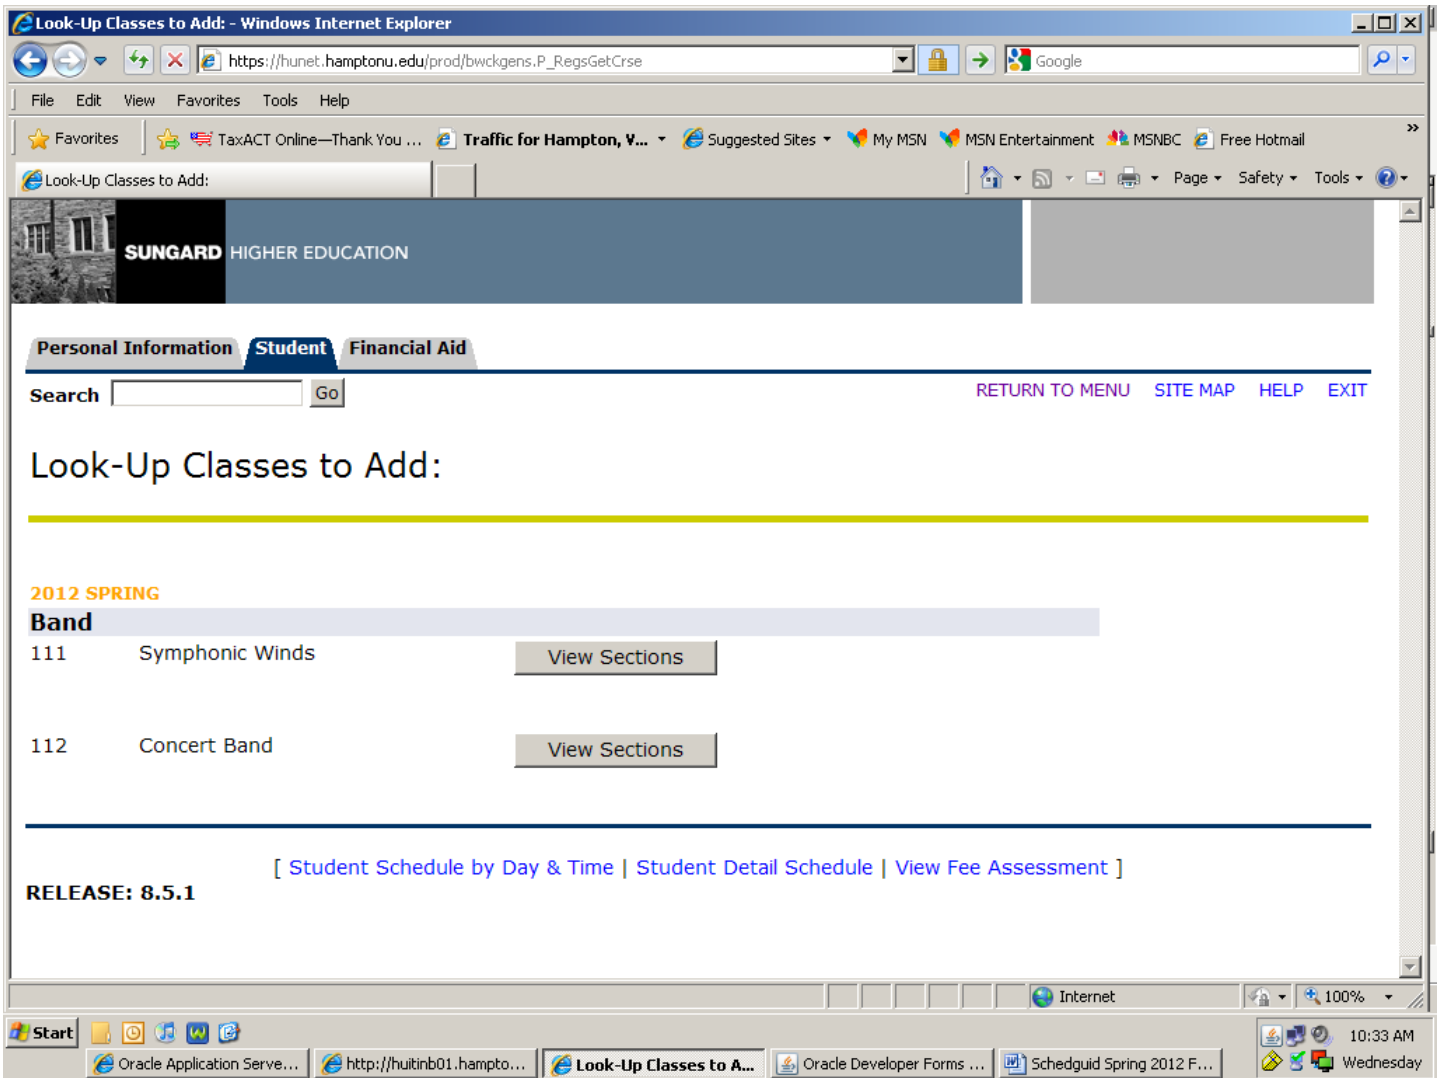 Look-Up Classes to Add: - Windows Internet Explorer
https://hunet.hamptonu.edu/prod/bwckgens.P_RegsGetCrse Google
File Edit View Favorites Tools Help
Favorites TaxACT Online—Thank You ... Traffic for Hampton, V... Suggested Sites My MSN MSN Entertainment MSNBC Free Hotmail »
Look-Up Classes to Add: Page Safety Tools
SUNGARD HIGHER EDUCATION
Personal Information Student Financial Aid
Search Go RETURN TO MENU SITE MAP HELP EXIT
Look-Up Classes to Add:
2012 SPRING
Band
111 Symphonic Winds View Sections
112 Concert Band View Sections
[ Student Schedule by Day & Time | Student Detail Schedule | View Fee Assessment ]
RELEASE: 8.5.1
Internet 100%
Start 10:33 AM
Oracle Application Serve... http://huitinb01.hampto... Look-Up Classes to A... Oracle Developer Forms ... Schedguid Spring 2012 F... Wednesday